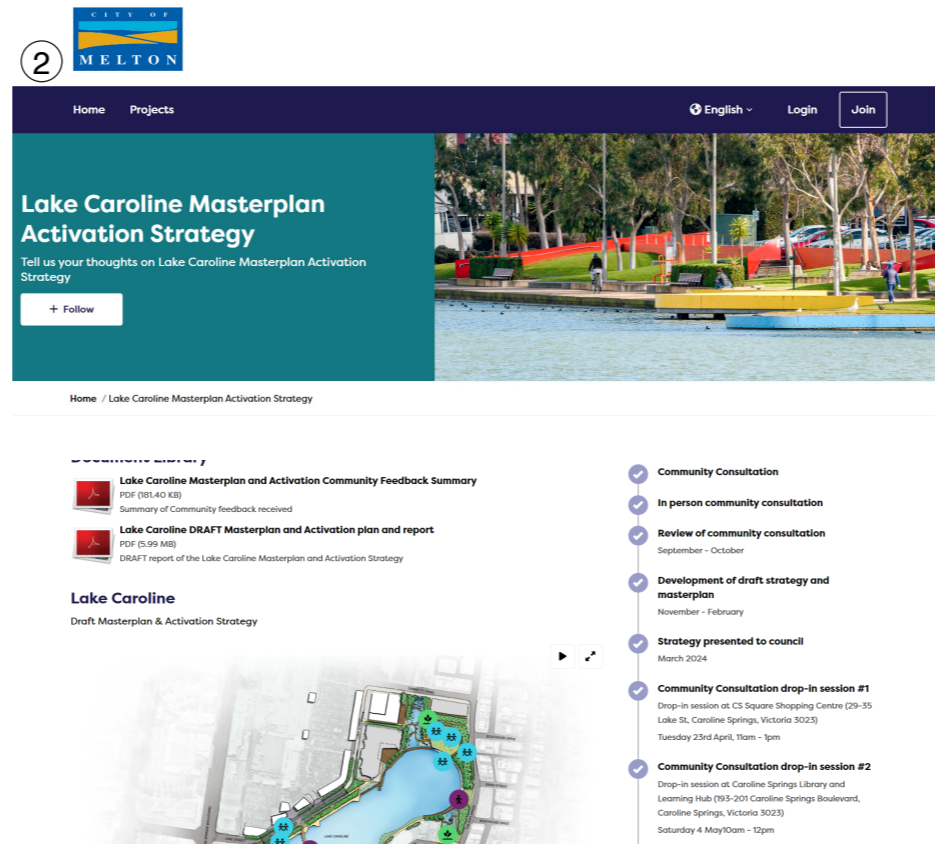 CITY OF
MELTON
2
Home Projects English Login Join
Lake Caroline Masterplan
Activation Strategy
Tell us your thoughts on Lake Caroline Masterplan Activation
Strategy
+ Follow
Home / Lake Caroline Masterplan Activation Strategy
Document Library
Lake Caroline Masterplan and Activation Community Feedback Summary
PDF (181.40 KB)
Summary of Community feedback received
Lake Caroline DRAFT Masterplan and Activation plan and report
PDF (5.99 MB)
DRAFT report of the Lake Caroline Masterplan and Activation Strategy
Lake Caroline
Draft Masterplan & Activation Strategy
LAKE CAROLINE
Community Consultation
In person community consultation
Review of community consultation
September - October
Development of draft strategy and
masterplan
November - February
Strategy presented to council
March 2024
Community Consultation drop-in session #1
Drop-in session at CS Square Shopping Centre (29-35
Lake St, Caroline Springs, Victoria 3023)
Tuesday 23rd April, 11am - 1pm
Community Consultation drop-in session #2
Drop-in session at Caroline Springs Library and
Learning Hub (193-201 Caroline Springs Boulevard,
Caroline Springs, Victoria 3023)
Saturday 4 May10am - 12pm